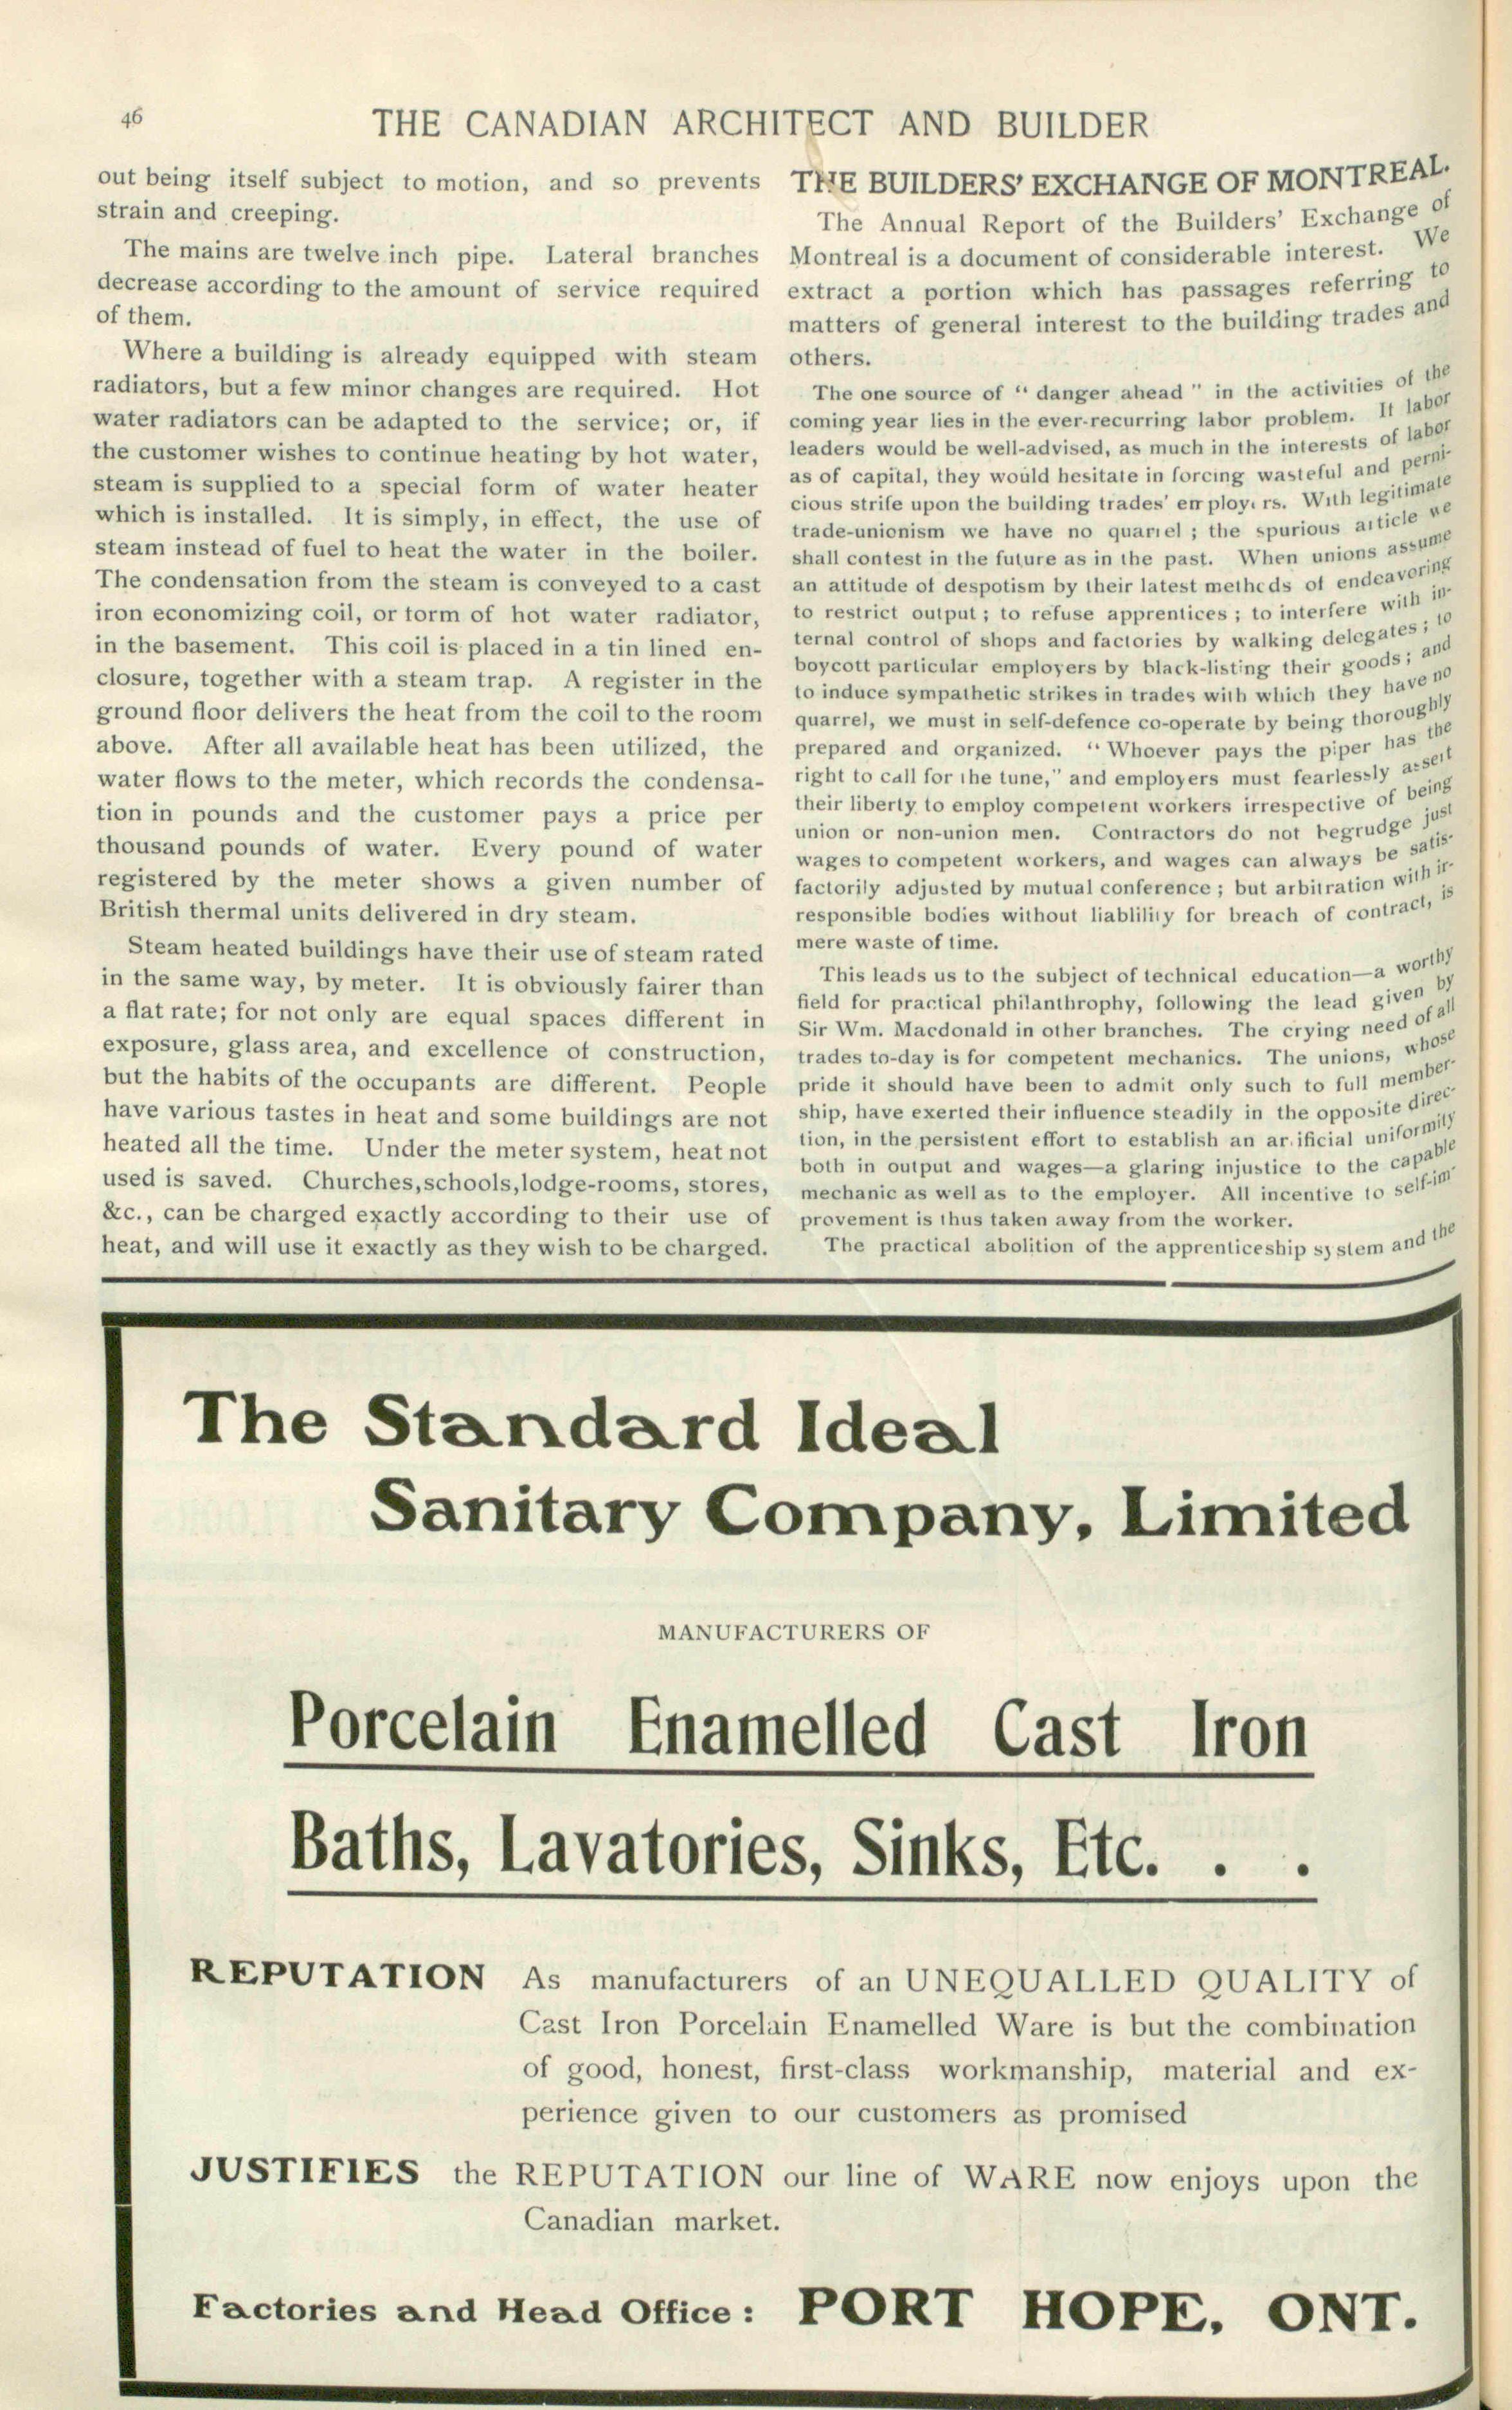 46
THE CANADIAN ARCHITECT AND BUILDER
out being itself subject to motion, and so prevents
strain and creeping.
The mains are twelve inch pipe. Lateral branches
decrease according to the amount of service required
of them.
Where a building is already equipped with steam
radiators, but a few minor changes are required. Hot
water radiators can be adapted to the service; or, if
the customer wishes to continue heating by hot water,
steam is supplied to a special form of water heater
which is installed. It is simply, in effect, the use of
steam instead of fuel to heat the water in the boiler.
The condensation from the steam is conveyed to a cast
iron economizing coil, or form of hot water radiator,
in the basement. This coil is placed in a tin lined en-
closure, together with a steam trap. A register in the
ground floor delivers the heat from the coil to the room
above. After all available heat has been utilized, the
water flows to the meter, which records the condensa-
tion in pounds and the customer pays a price per
thousand pounds of water. Every pound of water
registered by the meter shows a given number of
British thermal units delivered in dry steam.
Steam heated buildings have their use of steam rated
in the same way, by meter. It is obviously fairer than
a flat rate; for not only are equal spaces different in
exposure, glass area, and excellence of construction,
but the habits of the occupants are different. People
have various tastes in heat and some buildings are not
heated all the time. Under the meter system, heat not
used is saved. Churches, schools, lodge-rooms, stores,
&c., can be charged exactly according to their use of
heat, and will use it exactly as they wish to be charged.
THE BUILDERS' EXCHANGE OF MONTREAL.
The Annual Report of the Builders' Exchange of
Montreal is a document of considerable interest. We
extract a portion which has passages referring to
matters of general interest to the building trades and
others.
The one source of "danger ahead" in the activities of the
coming year lies in the ever-recurring labor problem. If labor
leaders would be well-advised, as much in the interests of labor
as of capital, they would hesitate in forcing wasteful and perni-
cious strife upon the building trades' employers. With legitimate
trade-unionism we have no quarrel; the spurious article we
shall contest in the future as in the past. When unions assume
an attitude of despotism by their latest methods of endeavoring
to restrict output; to refuse apprentices; to interfere with in-
ternal control of shops and factories by walking delegates; to
boycott particular employers by black-listing their goods; and
to induce sympathetic strikes in trades with which they have no
quarrel, we must in self-defence co-operate by being thoroughly
prepared and organized. "Whoever pays the piper has the
right to call for the tune," and employers must fearlessly assert
their liberty to employ competent workers irrespective of being
union or non-union men. Contractors do not begrudge just
wages to competent workers, and wages can always be satis-
factorily adjusted by mutual conference; but arbitration with ir-
responsible bodies without liablility for breach of contract, is
mere waste of time.
This leads us to the subject of technical education—a worthy
field for practical philanthrophy, following the lead given by
Sir Wm. Macdonald in other branches. The crying need of all
trades to-day is for competent mechanics. The unions, whose
pride it should have been to admit only such to full member-
ship, have exerted their influence steadily in the opposite direc-
tion, in the persistent effort to establish an artificial uniformity
both in output and wages—a glaring injustice to the capable
mechanic as well as to the employer. All incentive to self-im-
provement is thus taken away from the worker.
The practical abolition of the apprenticeship system and the
The Standard Ideal
Sanitary Company, Limited
MANUFACTURERS OF
Porcelain Enamelled Cast Iron
Baths, Lavatories, Sinks, Etc. . .
REPUTATION As manufacturers of an UNEQUALLED QUALITY of
Cast Iron Porcelain Enamelled Ware is but the combination
of good, honest, first-class workmanship, material and ex-
perience given to our customers as promised
JUSTIFIES the REPUTATION our line of WARE now enjoys upon the
Canadian market.
Factories and Head Office: PORT HOPE, ONT.